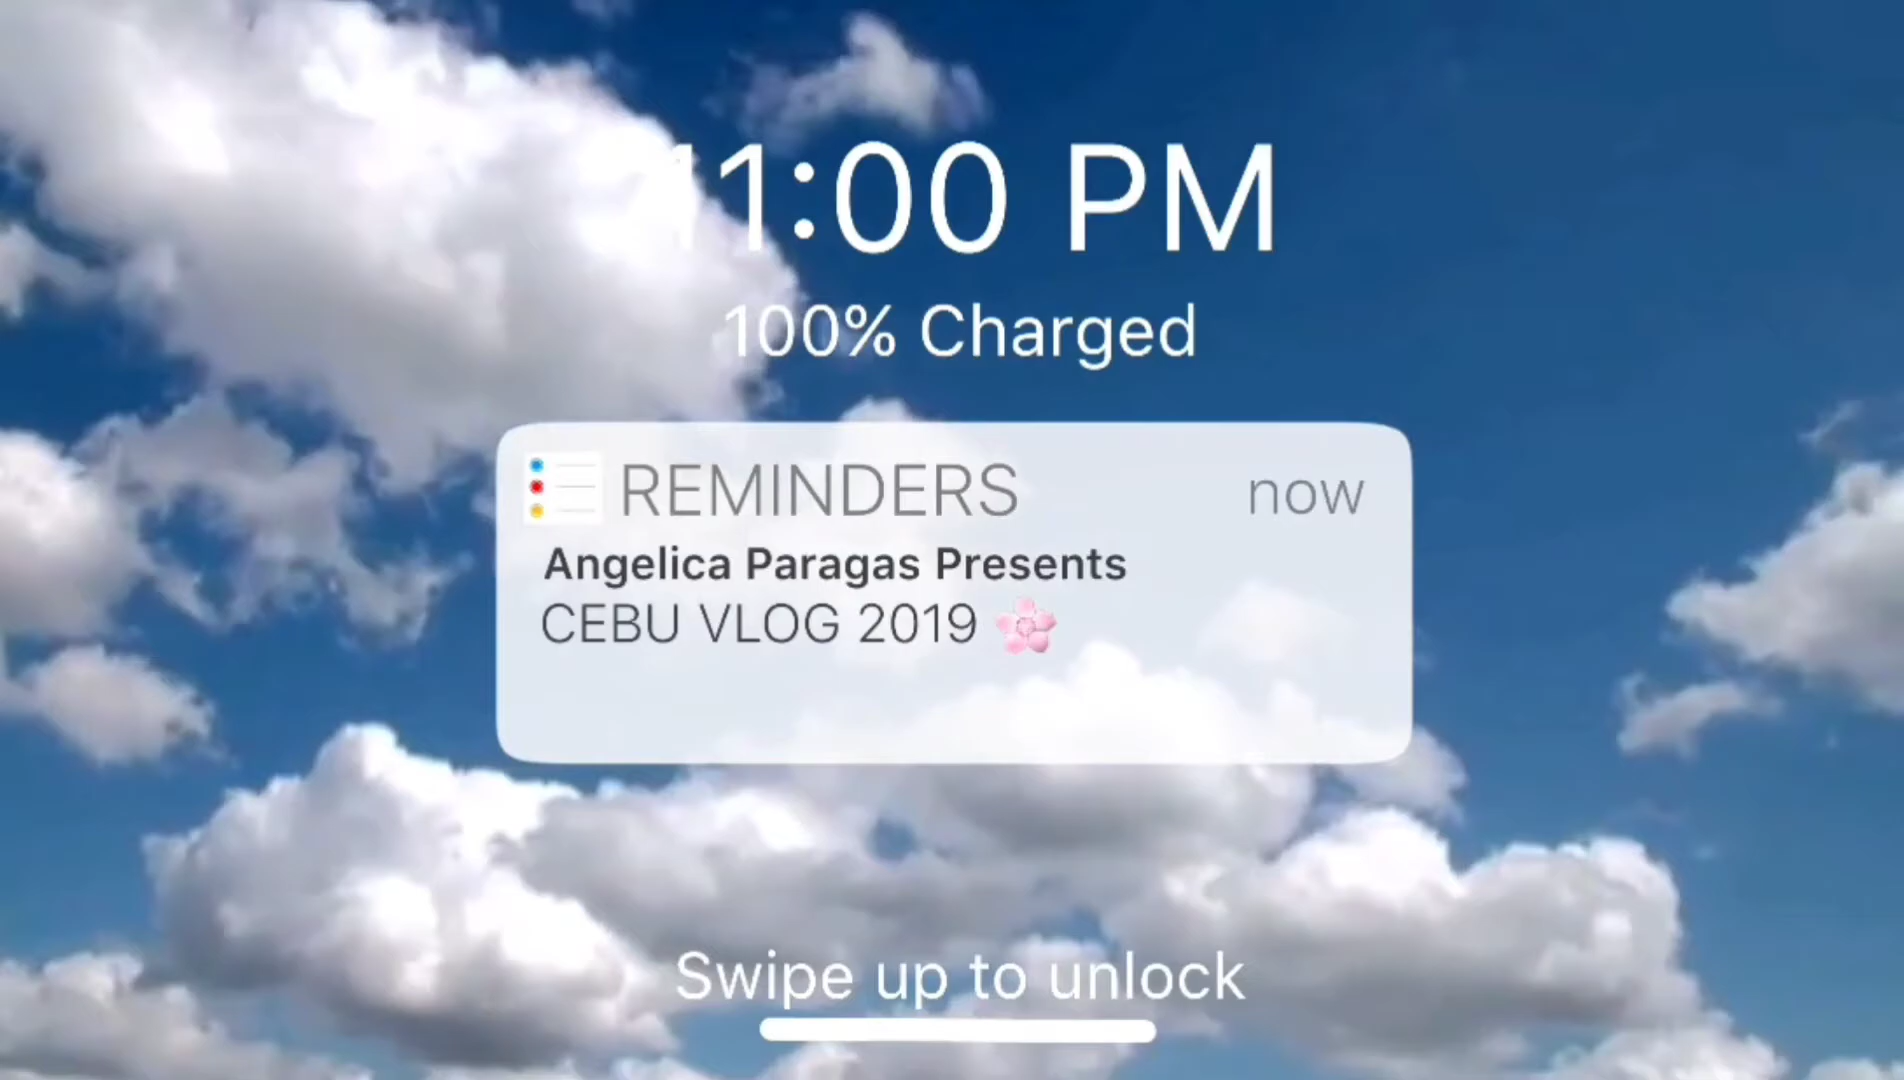 11:00 PM
100% Charged
REMINDERS now
Angelica Paragas Presents
CEBU VLOG 2019 🌸
Swipe up to unlock